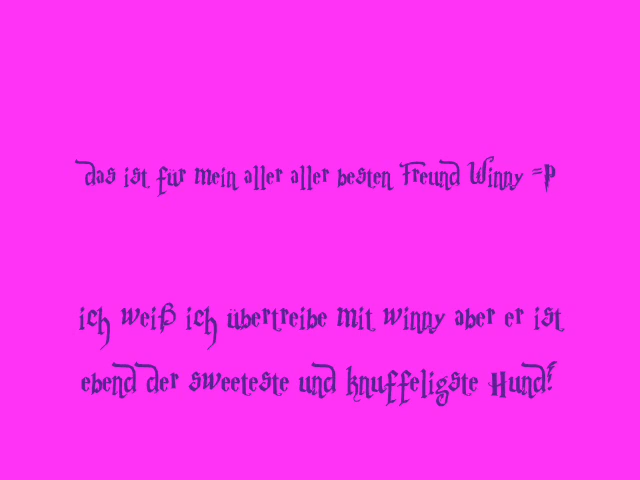 das ist für mein aller aller besten Freund Winny =p
ich weiß ich übertreibe mit winny aber er ist
ebend der sweeteste und knuffeligste Hund!